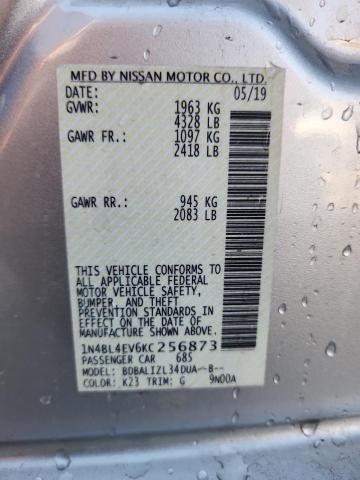 MFD BY NISSAN MOTOR CO., LTD.
DATE: 05/19
GVWR: 1963 KG
4328 LB
GAWR FR: 1097 KG
2418 LB
GAWR RR: 945 KG
2083 LB
THIS VEHICLE CONFORMS TO
ALL APPLICABLE FEDERAL
MOTOR VEHICLE SAFETY,
BUMPER, AND THEFT
PREVENTION STANDARDS
IN EFFECT ON THE DATE OF
MANUFACTURE SHOWN ABOVE.
1N4BL4EV6KC256873
PASSENGER CAR 685
MODEL: BDBALIZL34DUA-B--
COLOR: K23 TRIM: G 9N00A